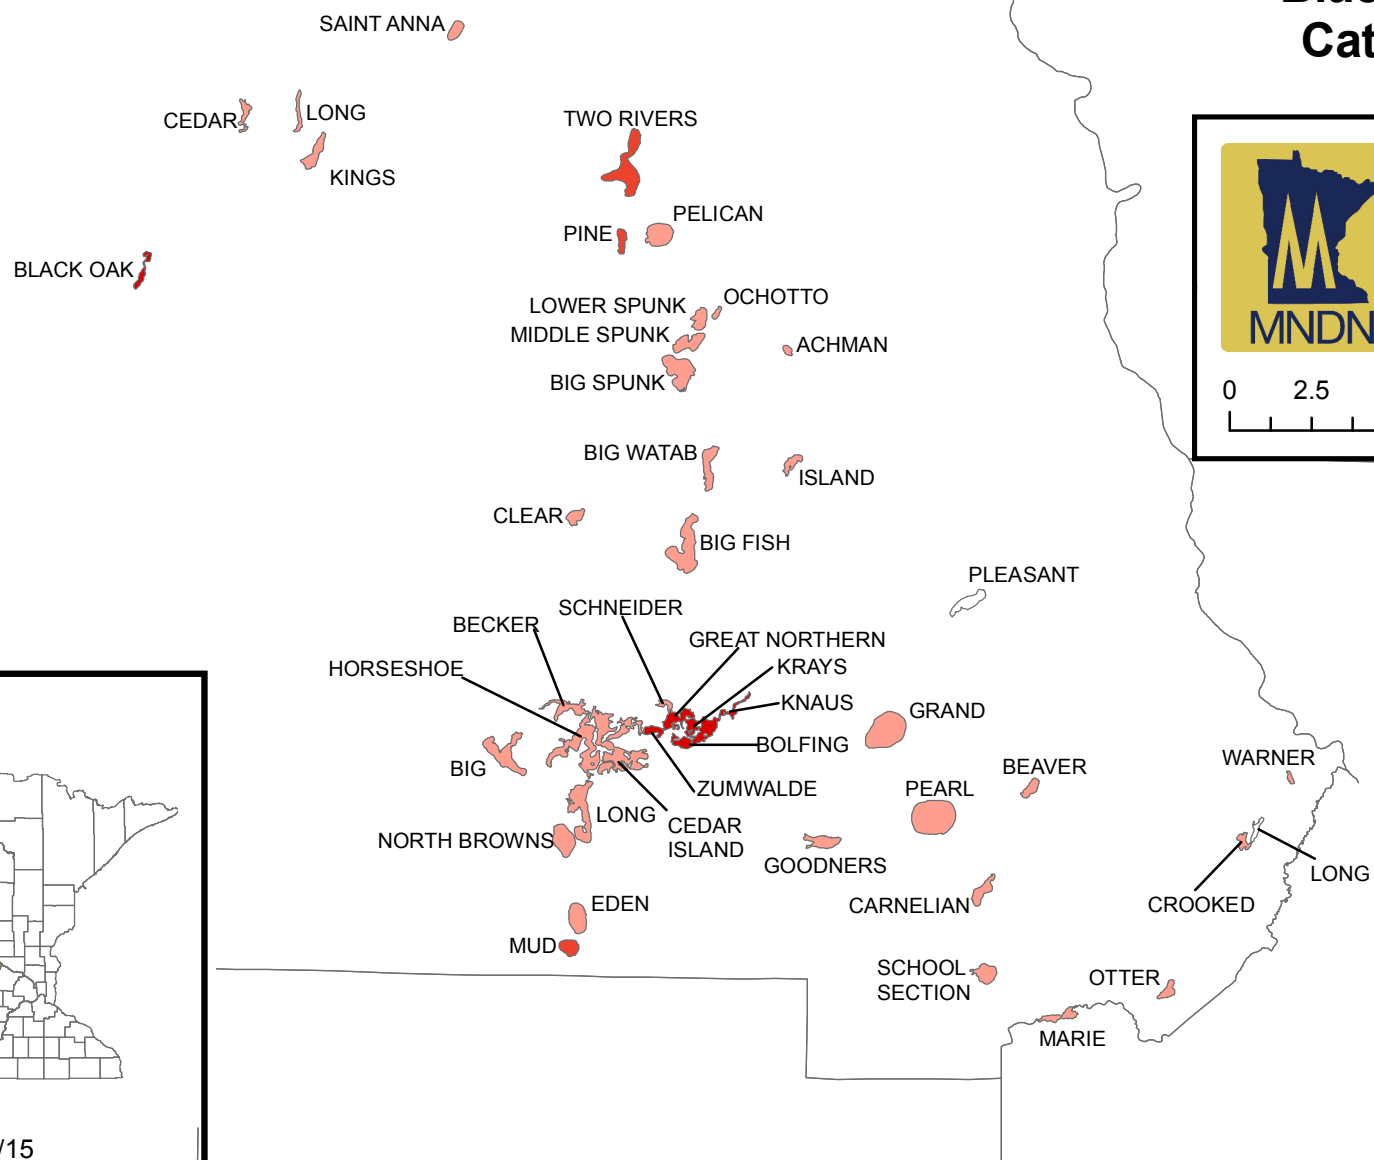 Cat
SAINT ANNA
CEDAR
LONG
KINGS
TWO RIVERS
PELICAN
PINE
BLACK OAK
OCHOTTO
LOWER SPUNK
MIDDLE SPUNK
ACHMAN
BIG SPUNK
MNDN
0 2.5
BIG WATAB
ISLAND
CLEAR
BIG FISH
PLEASANT
SCHNEIDER
BECKER
GREAT NORTHERN
HORSESHOE
KRAYS
KNAUS
GRAND
BOLFING
BIG
WARNER
BEAVER
ZUMWALDE
PEARL
LONG
CEDAR
ISLAND
NORTH BROWNS
GOODNERS
LONG
CROOKED
CARNELIAN
EDEN
MUD
SCHOOL
SECTION
OTTER
MARIE
/15